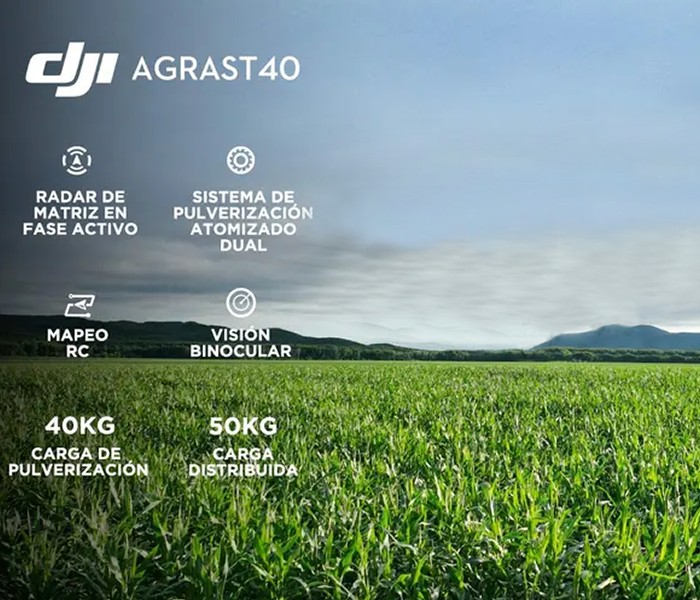 dji AGRAST40
RADAR DE
MATRIZ EN
FASE ACTIVO
SISTEMA DE
PULVERIZACIÓN
ATOMIZADO
DUAL
MAPEO
RC
VISIÓN
BINOCULAR
40KG
CARGA DE
PULVERIZACIÓN
50KG
CARGA
DISTRIBUIDA